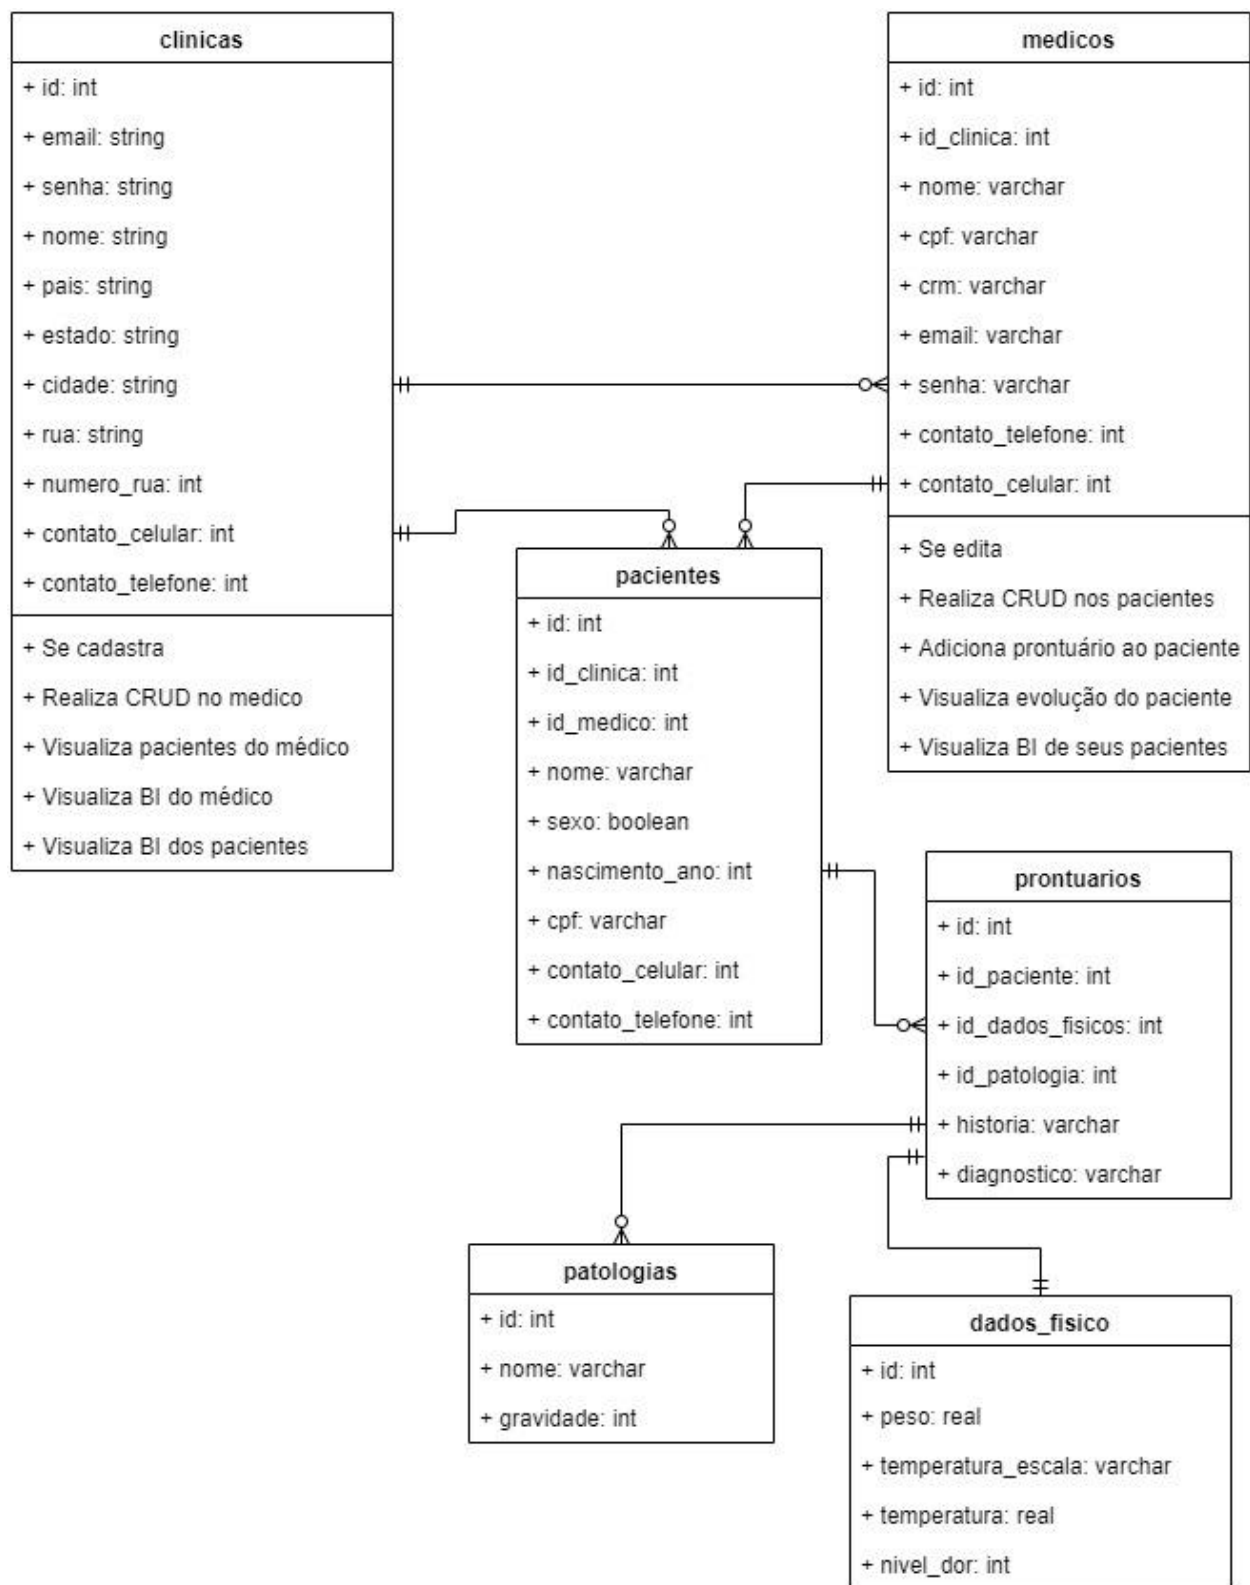 clinicas
+ id: int
+ email: string
+ senha: string
+ nome: string
+ pais: string
+ estado: string
+ cidade: string
+ rua: string
+ numero_rua: int
+ contato_celular: int
+ contato_telefone: int
+ Se cadastra
+ Realiza CRUD no medico
+ Visualiza pacientes do médico
+ Visualiza BI do médico
+ Visualiza BI dos pacientes
medicos
+ id: int
+ id_clinica: int
+ nome: varchar
+ cpf: varchar
+ crm: varchar
+ email: varchar
+ senha: varchar
+ contato_telefone: int
+ contato_celular: int
+ Se edita
+ Realiza CRUD nos pacientes
+ Adiciona prontuário ao paciente
+ Visualiza evolução do paciente
+ Visualiza BI de seus pacientes
pacientes
+ id: int
+ id_clinica: int
+ id_medico: int
+ nome: varchar
+ sexo: boolean
+ nascimento_ano: int
+ cpf: varchar
+ contato_celular: int
+ contato_telefone: int
prontuarios
+ id: int
+ id_paciente: int
+ id_dados_fisicos: int
+ id_patologia: int
+ historia: varchar
+ diagnostico: varchar
patologias
+ id: int
+ nome: varchar
+ gravidade: int
dados_fisico
+ id: int
+ peso: real
+ temperatura_escala: varchar
+ temperatura: real
+ nivel_dor: int